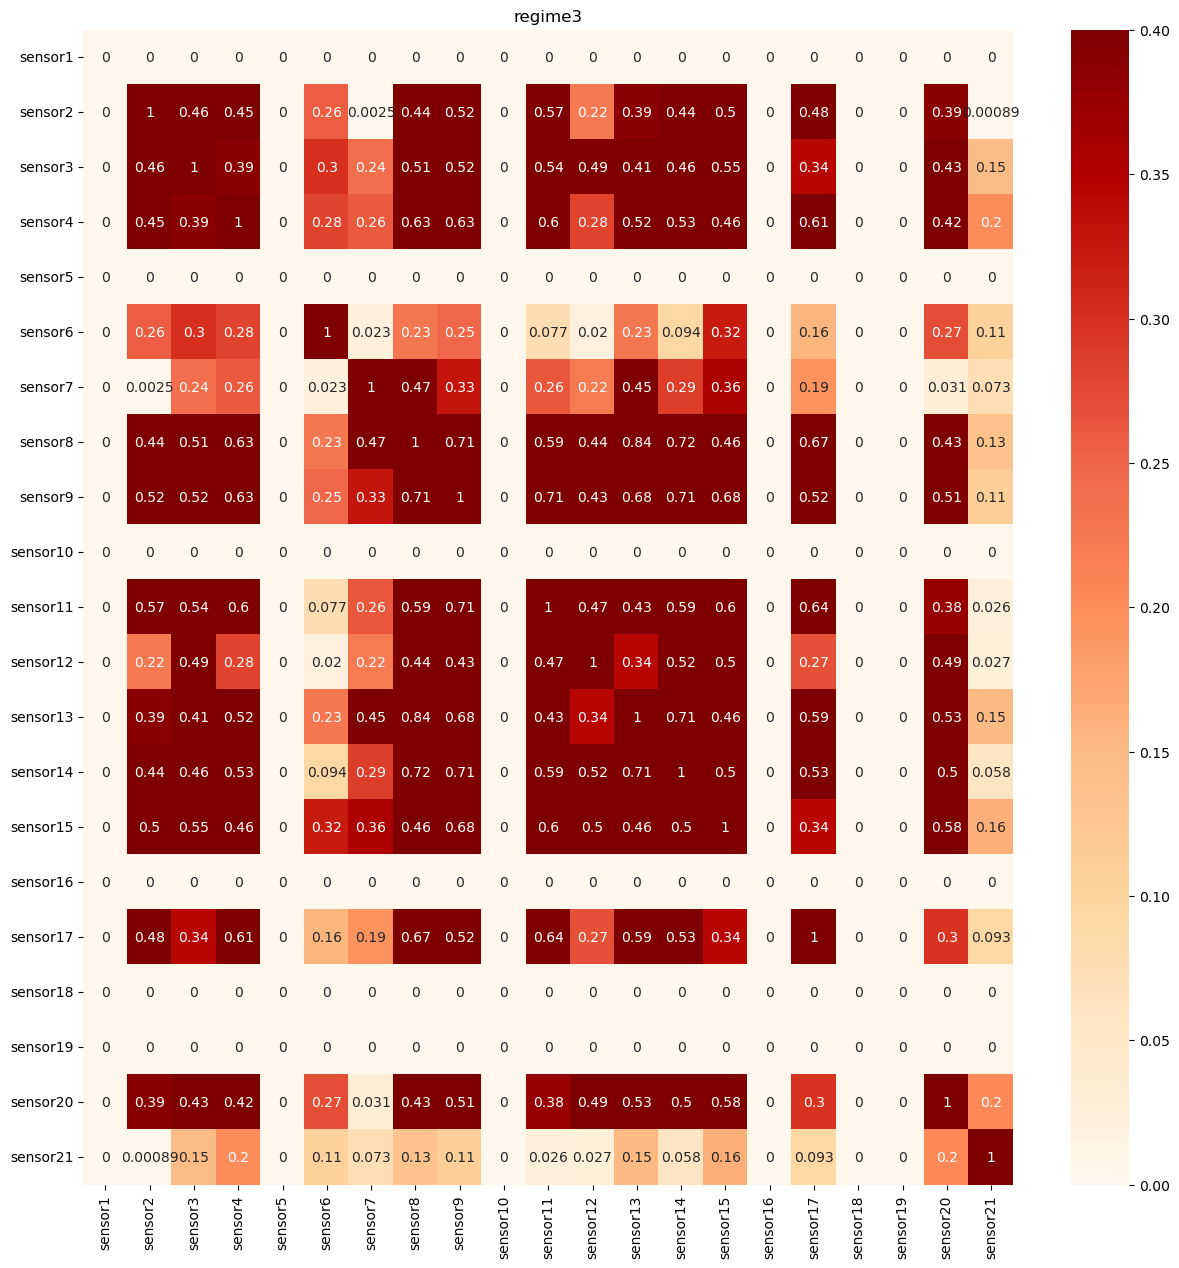 regime3
sensor1 0 0 0 0 0 0 0 0 0 0 0 0 0 0 0 0 0 0 0 0 0 0.40
sensor2 0 1 0.46 0.45 0 0.26 0.0025 0.44 0.52 0 0.57 0.22 0.39 0.44 0.5 0 0.48 0 0 0.39 0.00089
0.35
sensor3 0 0.46 1 0.39 0 0.3 0.24 0.51 0.52 0 0.54 0.49 0.41 0.46 0.55 0 0.34 0 0 0.43 0.15
sensor4 0 0.45 0.39 1 0 0.28 0.26 0.63 0.63 0 0.6 0.28 0.52 0.53 0.46 0 0.61 0 0 0.42 0.2
sensor5 0 0 0 0 0 0 0 0 0 0 0 0 0 0 0 0 0 0 0 0 0
0.30
sensor6 0 0.26 0.3 0.28 0 1 0.023 0.23 0.25 0 0.077 0.02 0.23 0.094 0.32 0 0.16 0 0 0.27 0.11
sensor7 0 0.0025 0.24 0.26 0 0.023 1 0.47 0.33 0 0.26 0.22 0.45 0.29 0.36 0 0.19 0 0 0.031 0.073
sensor8 0 0.44 0.51 0.63 0 0.23 0.47 1 0.71 0 0.59 0.44 0.84 0.72 0.46 0 0.67 0 0 0.43 0.13
0.25
sensor9 0 0.52 0.52 0.63 0 0.25 0.33 0.71 1 0 0.71 0.43 0.68 0.71 0.68 0 0.52 0 0 0.51 0.11
sensor10 0 0 0 0 0 0 0 0 0 0 0 0 0 0 0 0 0 0 0 0 0
sensor11 0 0.57 0.54 0.6 0 0.077 0.26 0.59 0.71 0 1 0.47 0.43 0.59 0.6 0 0.64 0 0 0.38 0.026 0.20
sensor12 0 0.22 0.49 0.28 0 0.02 0.22 0.44 0.43 0 0.47 1 0.34 0.52 0.5 0 0.27 0 0 0.49 0.027
sensor13 0 0.39 0.41 0.52 0 0.23 0.45 0.84 0.68 0 0.43 0.34 1 0.71 0.46 0 0.59 0 0 0.53 0.15
0.15
sensor14 0 0.44 0.46 0.53 0 0.094 0.29 0.72 0.71 0 0.59 0.52 0.71 1 0.5 0 0.53 0 0 0.5 0.058
sensor15 0 0.5 0.55 0.46 0 0.32 0.36 0.46 0.68 0 0.6 0.5 0.46 0.5 1 0 0.34 0 0 0.58 0.16
sensor16 0 0 0 0 0 0 0 0 0 0 0 0 0 0 0 0 0 0 0 0 0
0.10
sensor17 0 0.48 0.34 0.61 0 0.16 0.19 0.67 0.52 0 0.64 0.27 0.59 0.53 0.34 0 1 0 0 0.3 0.093
sensor18 0 0 0 0 0 0 0 0 0 0 0 0 0 0 0 0 0 0 0 0 0
sensor19 0 0 0 0 0 0 0 0 0 0 0 0 0 0 0 0 0 0 0 0 0
0.05
sensor20 0 0.39 0.43 0.42 0 0.27 0.031 0.43 0.51 0 0.38 0.49 0.53 0.5 0.58 0 0.3 0 0 1 0.2
sensor21 0 0.00089 0.15 0.2 0 0.11 0.073 0.13 0.11 0 0.026 0.027 0.15 0.058 0.16 0 0.093 0 0 0.2 1
0.00
sensor1 sensor2 sensor3 sensor4 sensor5 sensor6 sensor7 sensor8 sensor9 sensor10 sensor11 sensor12 sensor13 sensor14 sensor15 sensor16 sensor17 sensor18 sensor19 sensor20 sensor21